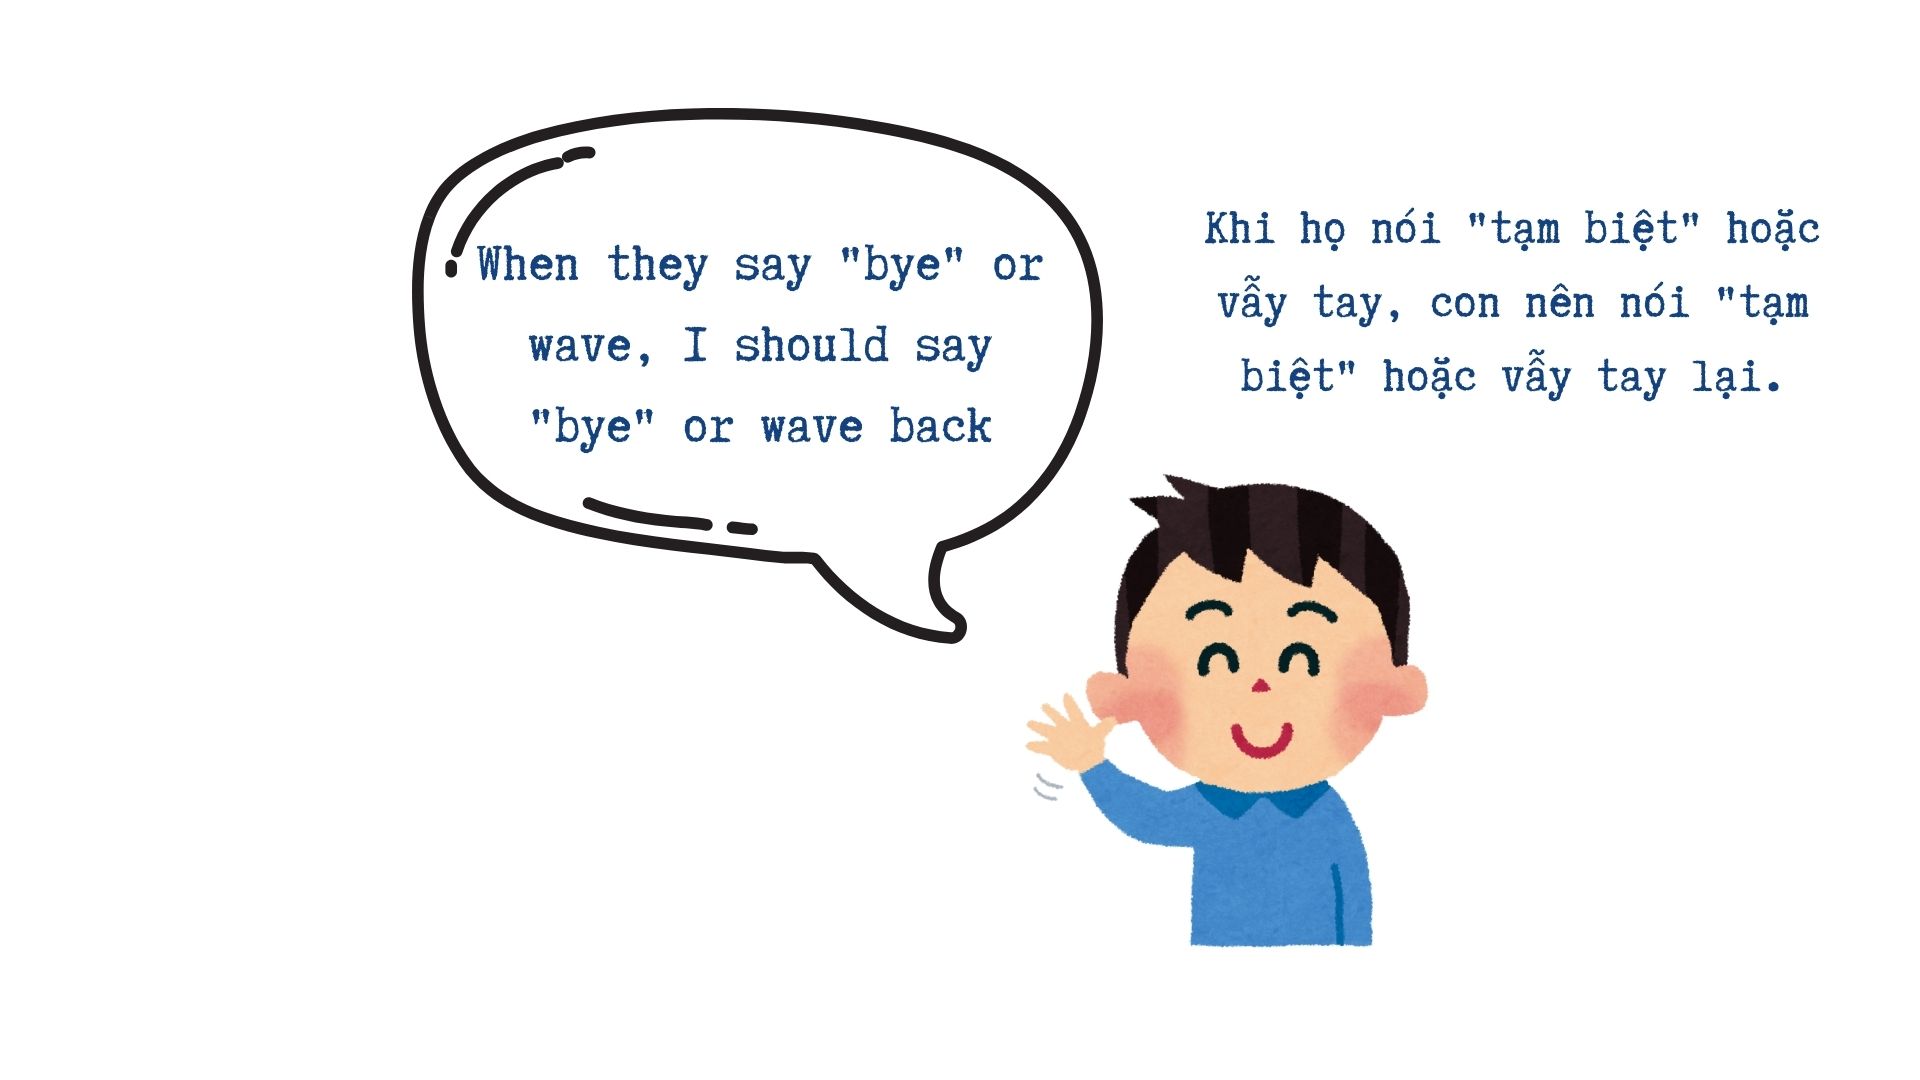 When they say "bye" or
wave, I should say
"bye" or wave back
Khi họ nói "tạm biệt" hoặc
vẫy tay, con nên nói "tạm
biệt" hoặc vẫy tay lại.